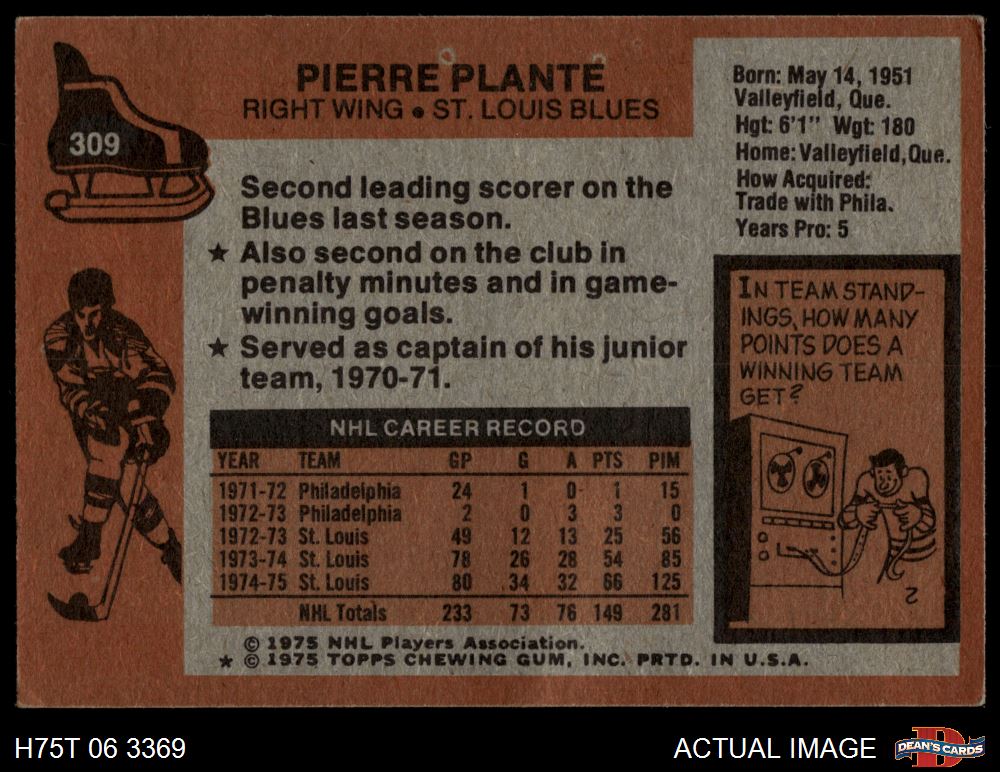 309
PIERRE PLANTE
RIGHT WING • ST. LOUIS BLUES
Born: May 14, 1951
Valleyfield, Que.
Hgt: 6'1" Wgt: 180
Home: Valleyfield, Que.
How Acquired:
Trade with Phila.
Years Pro: 5
Second leading scorer on the
Blues last season.
★ Also second on the club in
penalty minutes and in game-
winning goals.
★ Served as captain of his junior
team, 1970-71.
NHL CAREER RECORD
YEAR TEAM GP G A PTS PIM
1971-72 Philadelphia 24 1 0 1 15
1972-73 Philadelphia 2 0 3 3 0
1972-73 St. Louis 49 12 13 25 56
1973-74 St. Louis 78 26 28 54 85
1974-75 St. Louis 80 34 32 66 125
NHL Totals 233 73 76 149 281
IN TEAM STAND-
INGS, HOW MANY
POINTS DOES A
WINNING TEAM
GET?
2
© 1975 NHL Players Association.
★ © 1975 TOPPS CHEWING GUM, INC. PRTD. IN U.S.A.
H75T 06 3369
ACTUAL IMAGE
D
DEAN'S CARDS